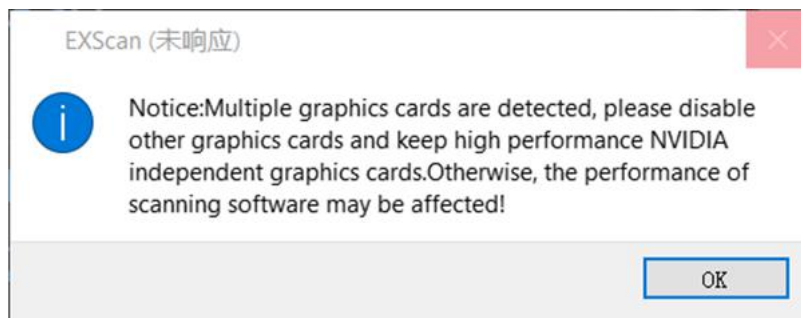 EXScan (未响应)
Notice:Multiple graphics cards are detected, please disable
other graphics cards and keep high performance NVIDIA
independent graphics cards.Otherwise, the performance of
scanning software may be affected!
OK